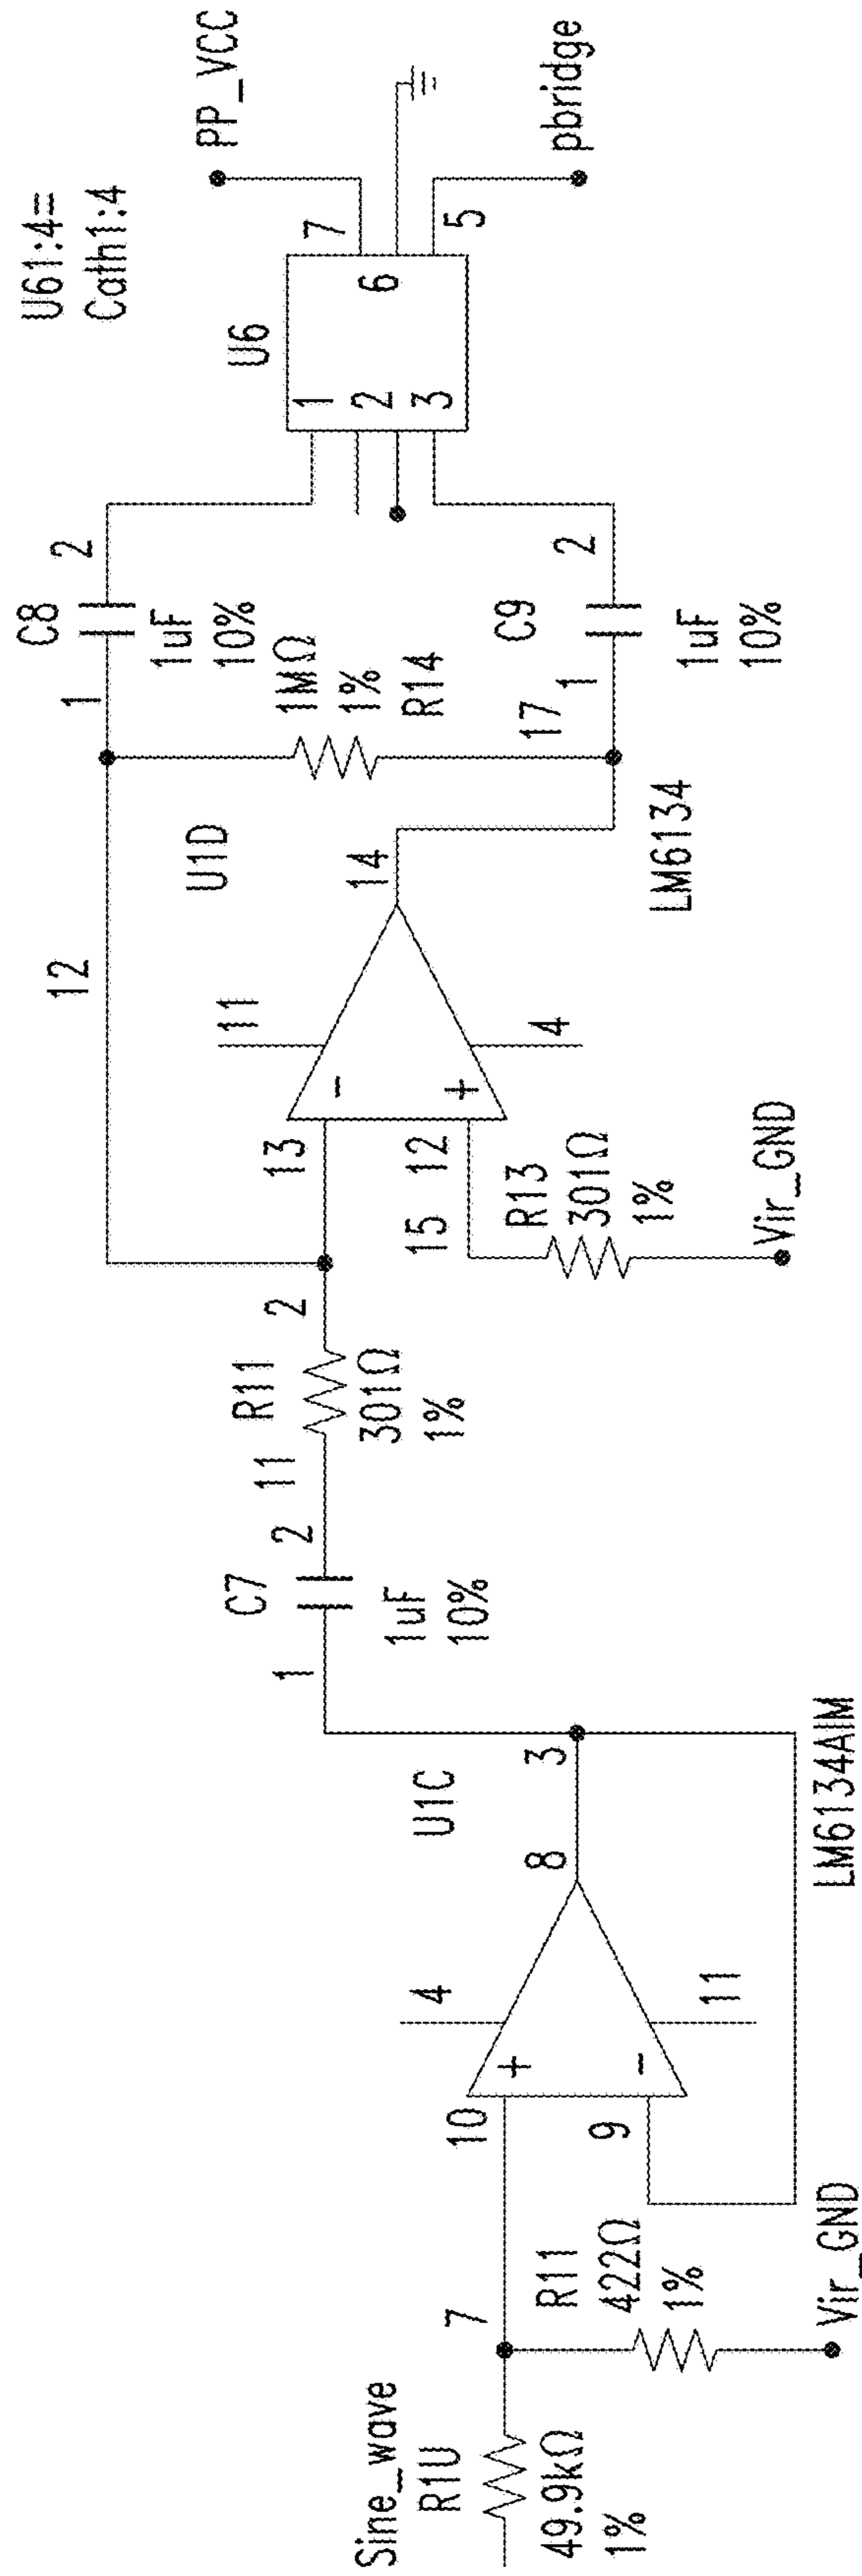 Sine_wave
R1U
49.9kΩ
1%
7
R11
422Ω
1%
Vir_GND
10
9
4
11
8
3
U1C
LM6134AIM
1
C7
1uF
10%
2
11
R11
301Ω
1%
2
12
13
15
12
R13
301Ω
1%
Vir_GND
11
4
14
U1D
LM6134
17
1
C8
1uF
10%
2
1MΩ
1%
R14
1
C9
1uF
10%
2
1
2
3
U6
7
6
5
U61:4=
Cath1:4
PP_VCC
pbridge
+
-
-
+